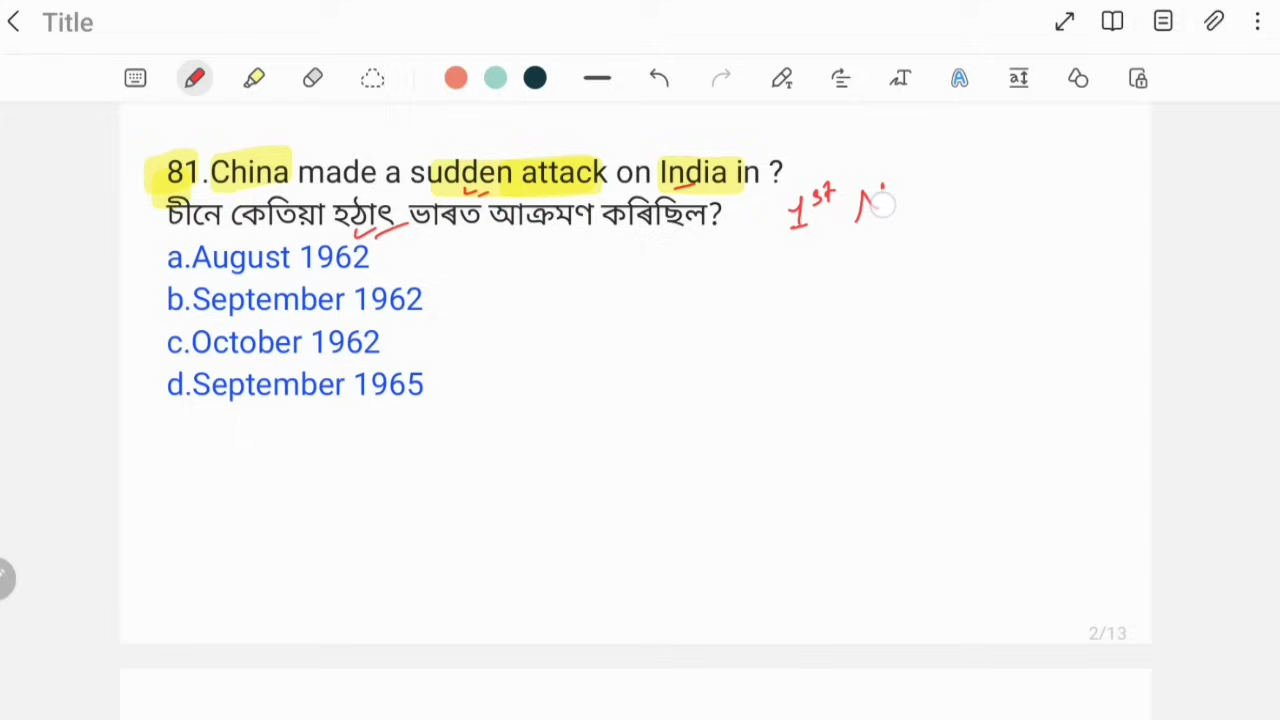 Title
81.China made a sudden attack on India in ?
চীনে কেতিয়া হঠাৎ ভাৰত আক্ৰমণ কৰিছিল?
1st
a.August 1962
b.September 1962
c.October 1962
d.September 1965
2/13